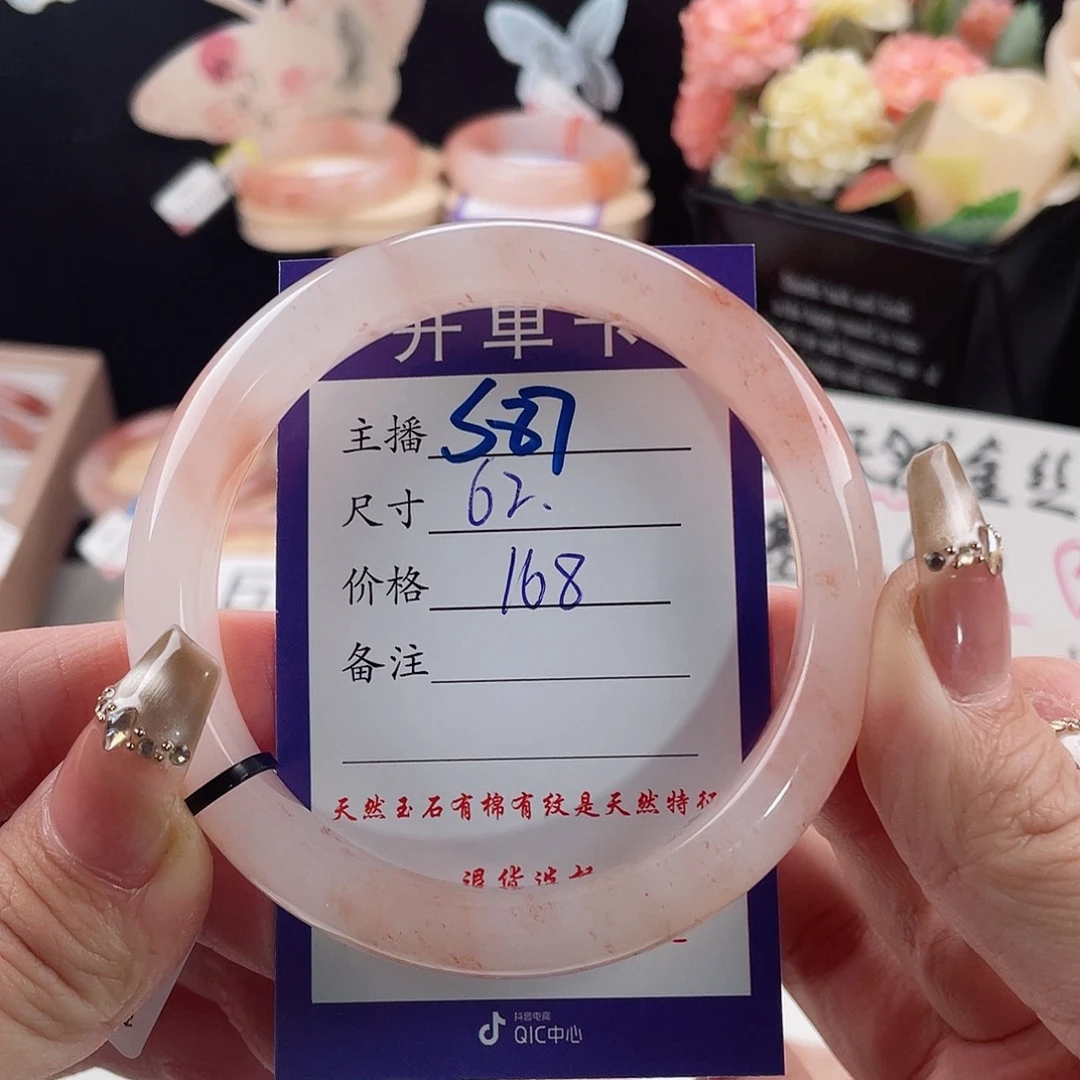 开單卡
主播 587
尺寸 62.
价格 168
备注
天然玉石有棉有纹是天然特征
抖音电商
QIC中心